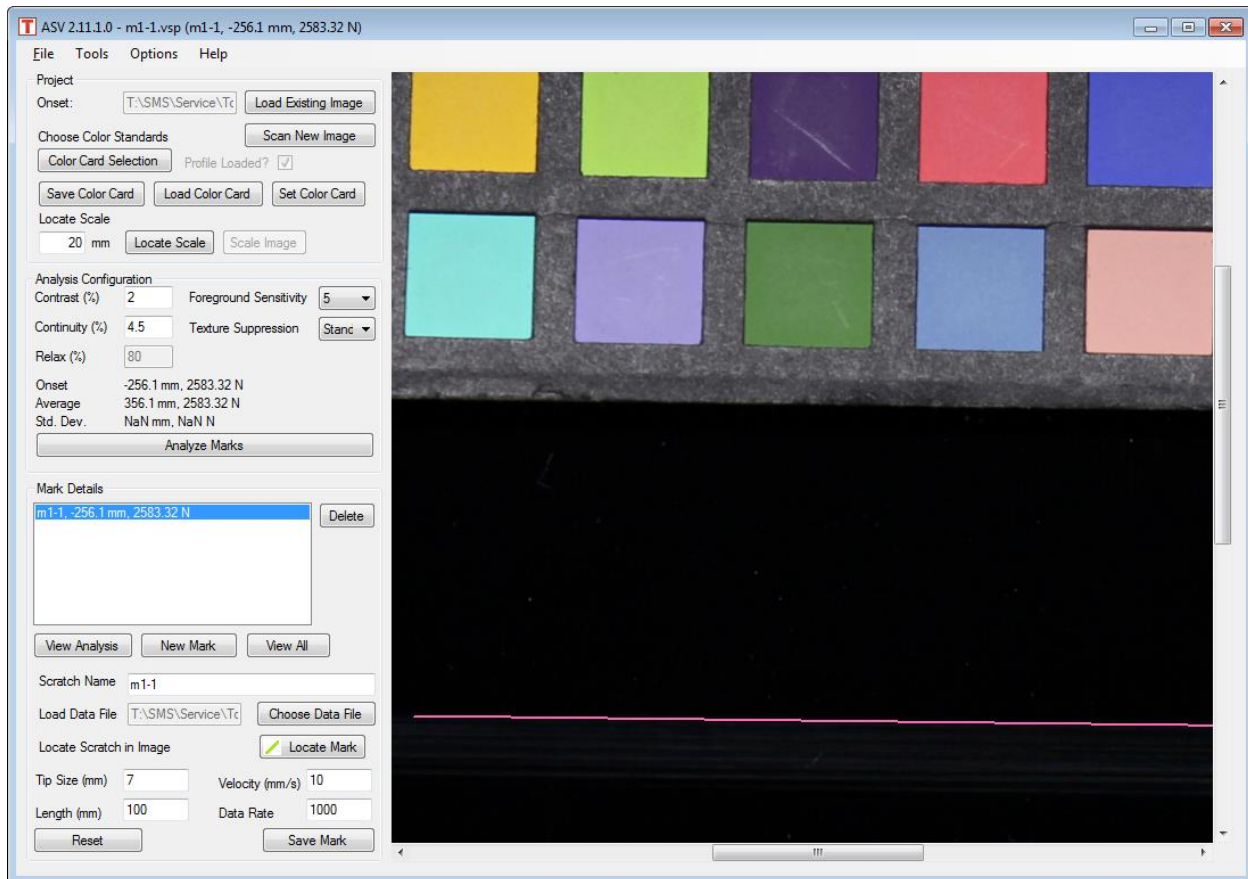 T ASV 2.11.1.0 - m1-1.vsp (m1-1, -256.1 mm, 2583.32 N)
File Tools Options Help
Project
Onset: T:\SMS\Service\Tc Load Existing Image
Choose Color Standards Scan New Image
Color Card Selection Profile Loaded?
Save Color Card Load Color Card Set Color Card
Locate Scale
20 mm Locate Scale Scale Image
Analysis Configuration
Contrast (%) 2 Foreground Sensitivity 5
Continuity (%) 4.5 Texture Suppression Stanc
Relax (%) 80
Onset -256.1 mm, 2583.32 N
Average 356.1 mm, 2583.32 N
Std. Dev. NaN mm, NaN N
Analyze Marks
Mark Details
m1-1, -256.1 mm, 2583.32 N Delete
View Analysis New Mark View All
Scratch Name m1-1
Load Data File T:\SMS\Service\Tc Choose Data File
Locate Scratch in Image Locate Mark
Tip Size (mm) 7 Velocity (mm/s) 10
Length (mm) 100 Data Rate 1000
Reset Save Mark